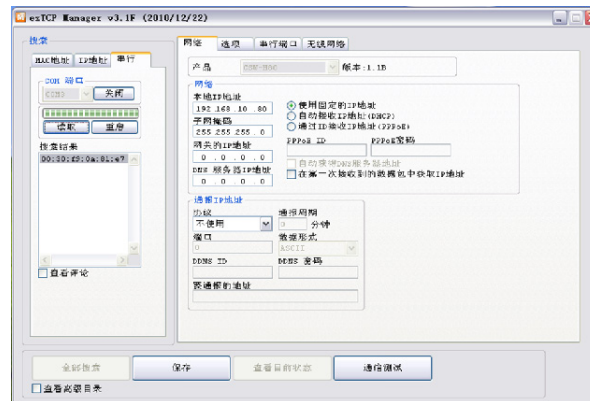 ezTCP Manager v3.1F (2010/12/22)
搜索
MAC地址 IP地址 串行
COM 端口
COM3 关闭
读取 重启
搜索结果
查看评论
网络 选项 串行端口 无线网络
产品 CSW-H80C 版本:1.1B
网络
本地IP地址
192.168.10.80
子网掩码
255.255.255.0
网关的IP地址
0.0.0.0
DNS 服务器IP地址
0.0.0.0
使用固定的IP地址
自动接收IP地址(DHCP)
通过ID接收IP地址(PPPoE)
PPPoE ID PPPoE密码
自动获得DNS服务器地址
在第一次接收到的数据包中获取IP地址
通报IP地址
协议 通报周期
不使用 0 分钟
端口 数据形式
0 ASCII
DDNS ID DDNS 密码
要通报的地址
全部搜索 保存 查看目前状态 通信测试
查看高级目录